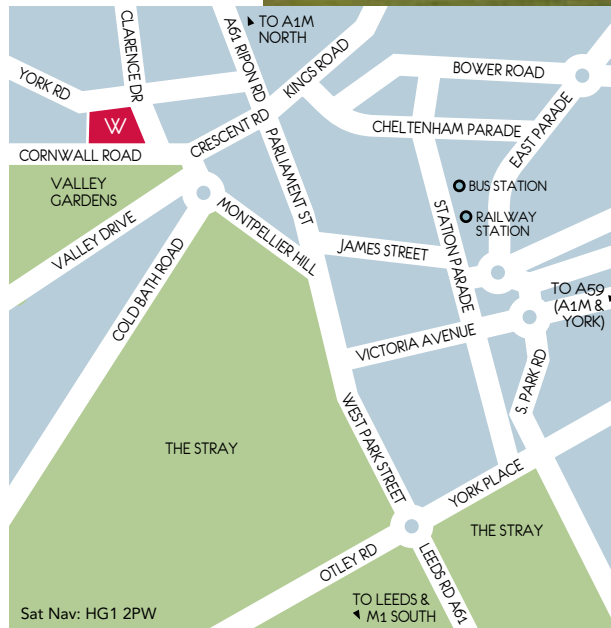 TO A1M
NORTH
CLARENCE DR
A61 RIPON RD
KINGS ROAD
YORK RD
BOWER ROAD
W
CRESCENT RD
CHELTENHAM PARADE
EAST PARADE
CORNWALL ROAD
PARLIAMENT ST
VALLEY
GARDENS
BUS STATION
RAILWAY
STATION
VALLEY DRIVE
MONTPELLIER HILL
STATION PARADE
JAMES STREET
COLD BATH ROAD
TO A59
(A1M &
YORK)
VICTORIA AVENUE
S. PARK RD
WEST PARK STREET
THE STRAY
YORK PLACE
THE STRAY
OTLEY RD
LEEDS RD A61
TO LEEDS &
M1 SOUTH
Sat Nav: HG1 2PW